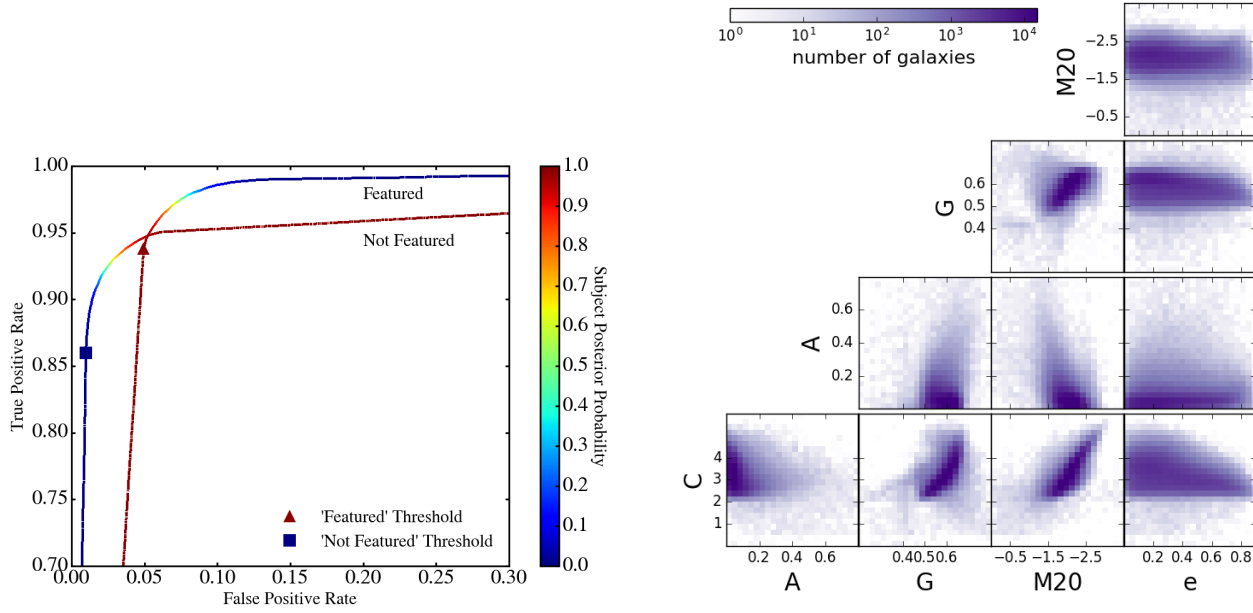 1.00
0.95
0.90
0.85
0.80
0.75
0.70
0.00 0.05 0.10 0.15 0.20 0.25 0.30
True Positive Rate
False Positive Rate
Featured
Not Featured
'Featured' Threshold
'Not Featured' Threshold
1.0
0.9
0.8
0.7
0.6
0.5
0.4
0.3
0.2
0.1
0.0
Subject Posterior Probability
10⁰ 10¹ 10² 10³ 10⁴
number of galaxies
M20
−2.5
−1.5
−0.5
G
0.6
0.5
0.4
A
0.6
0.4
0.2
C
4
3
2
1
0.2 0.4 0.6
0.4 0.5 0.6
−0.5 −1.5 −2.5
0.2 0.4 0.6 0.8
A G M20 e